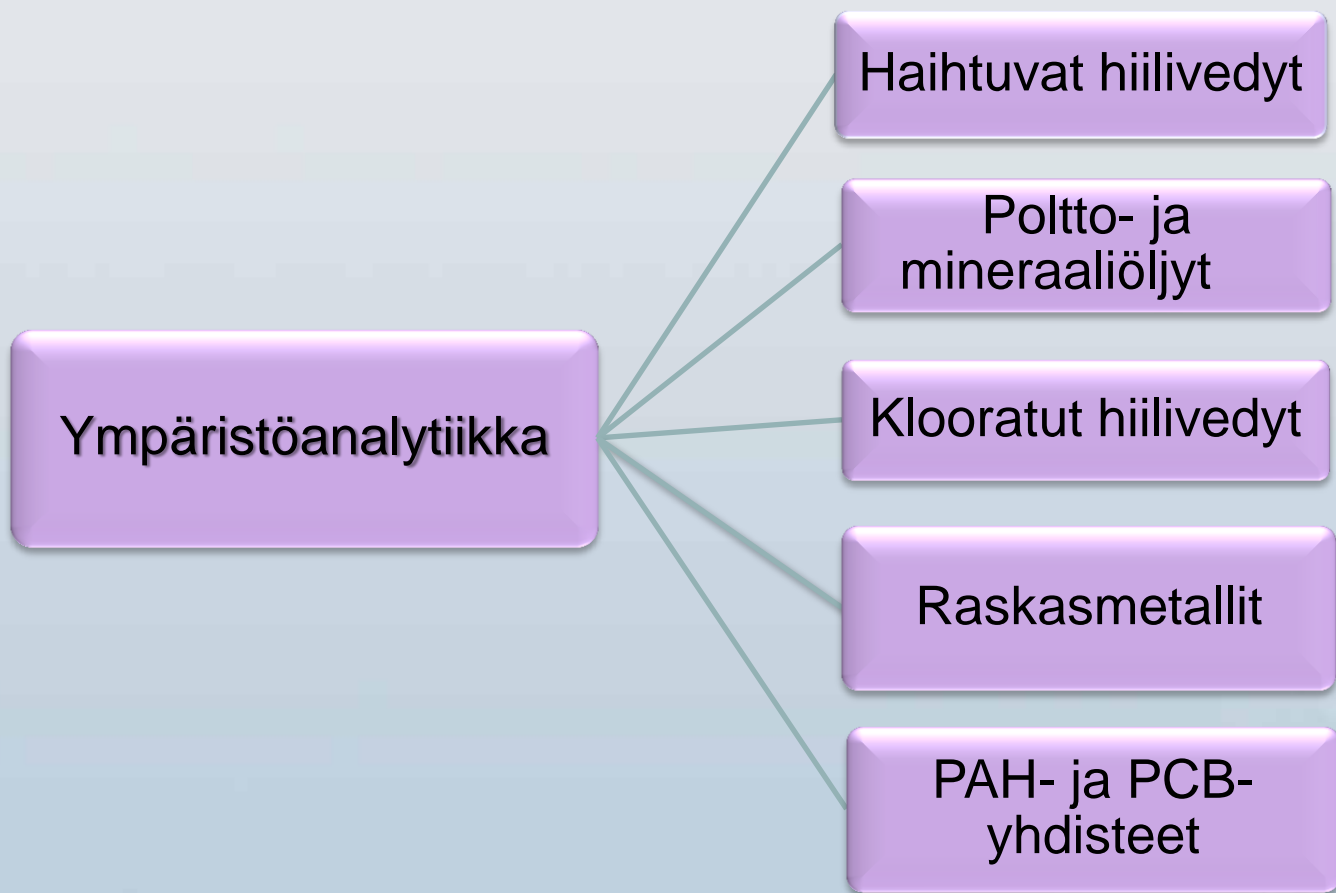 Haihtuvat hiilivedyt
Poltto- ja
mineraaliöljyt
Ympäristöanalytiikka
Klooratut hiilivedyt
Raskasmetallit
PAH- ja PCB-
yhdisteet